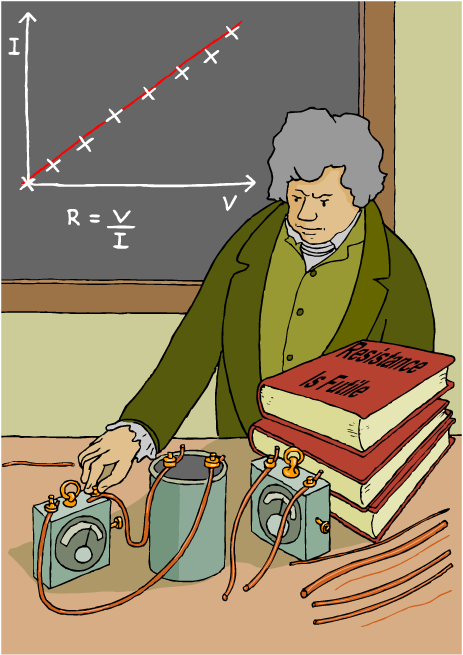 I
V
R = V
I
Resistance
is Futile